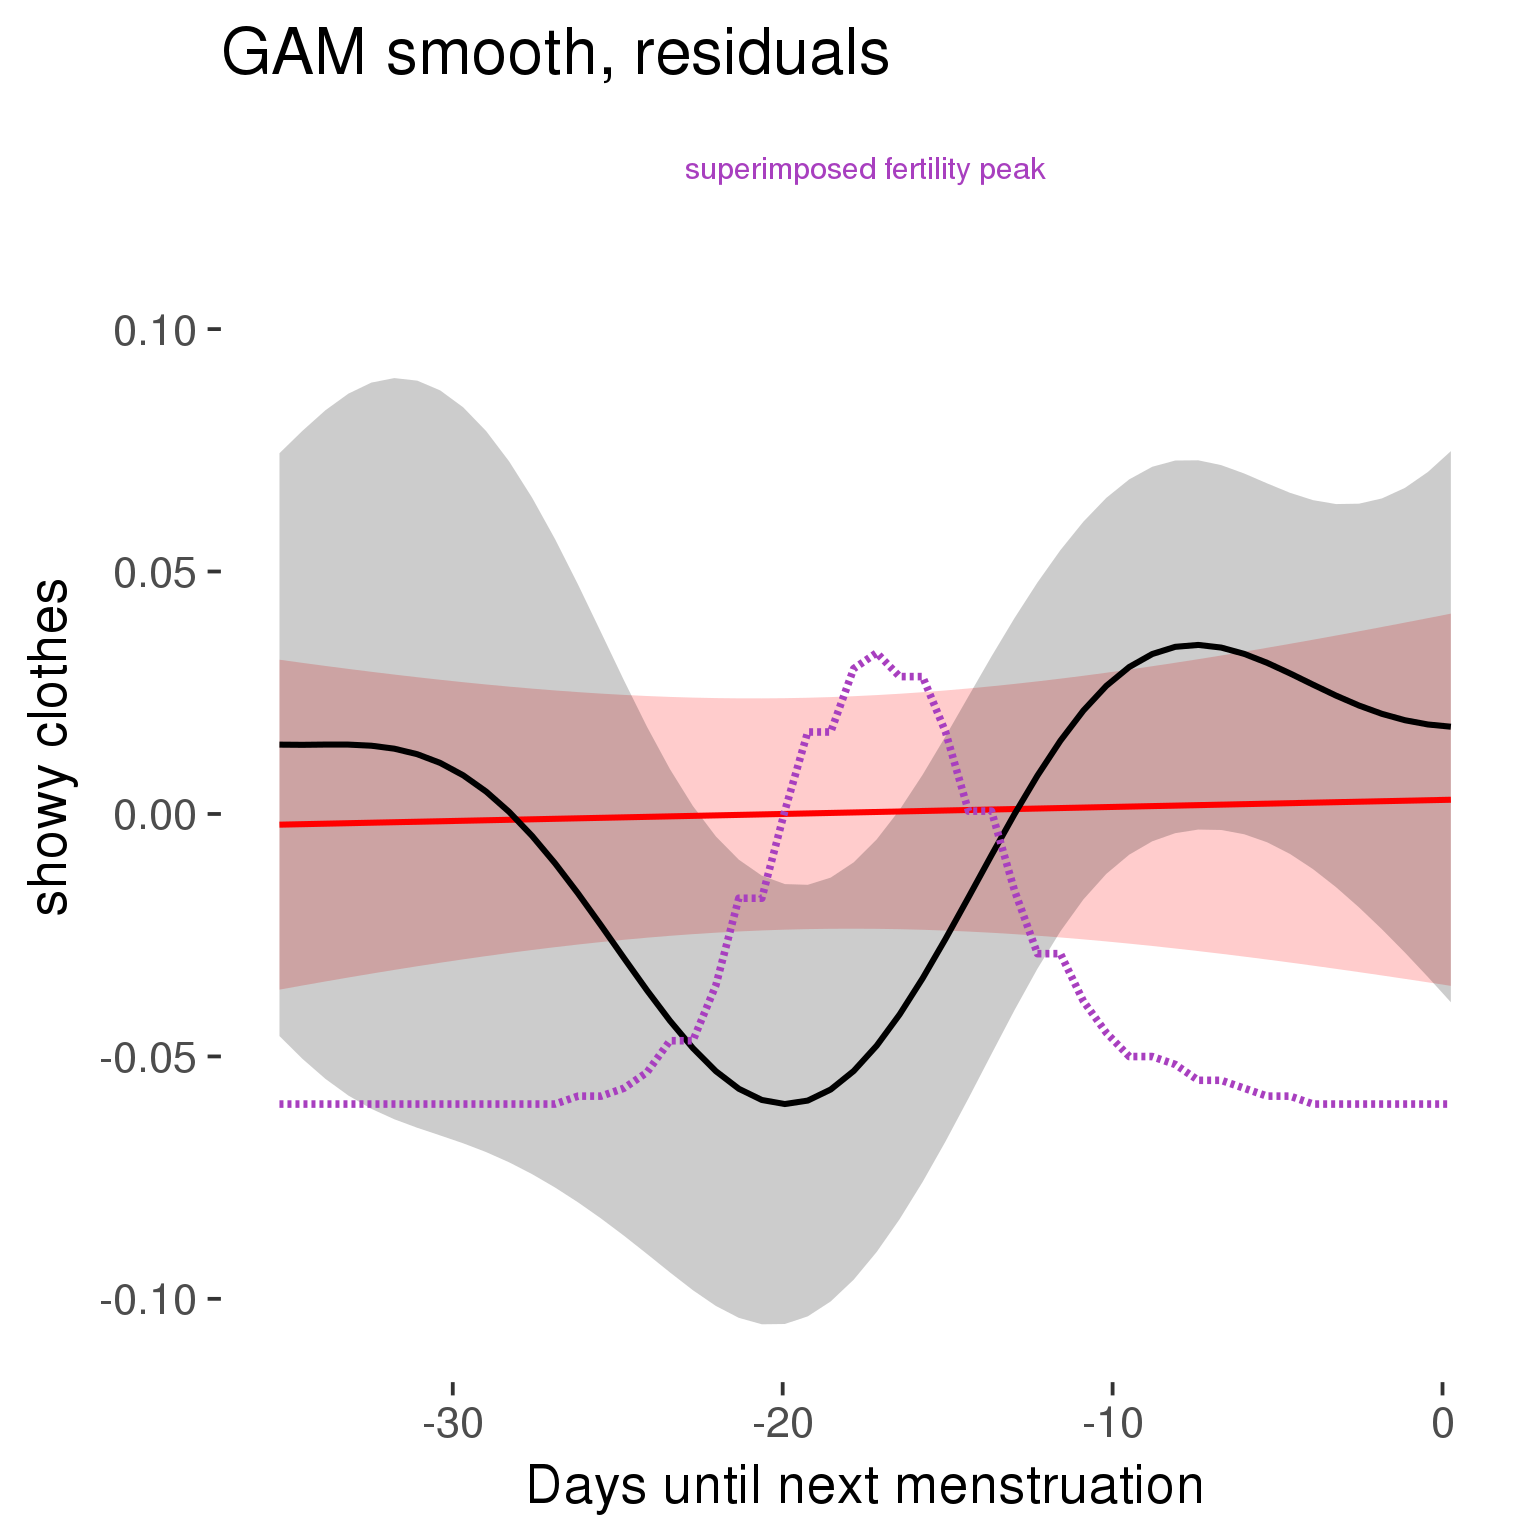 GAM smooth, residuals
superimposed fertility peak
0.10
0.05
0.00
-0.05
-0.10
showy clothes
-30 -20 -10 0
Days until next menstruation